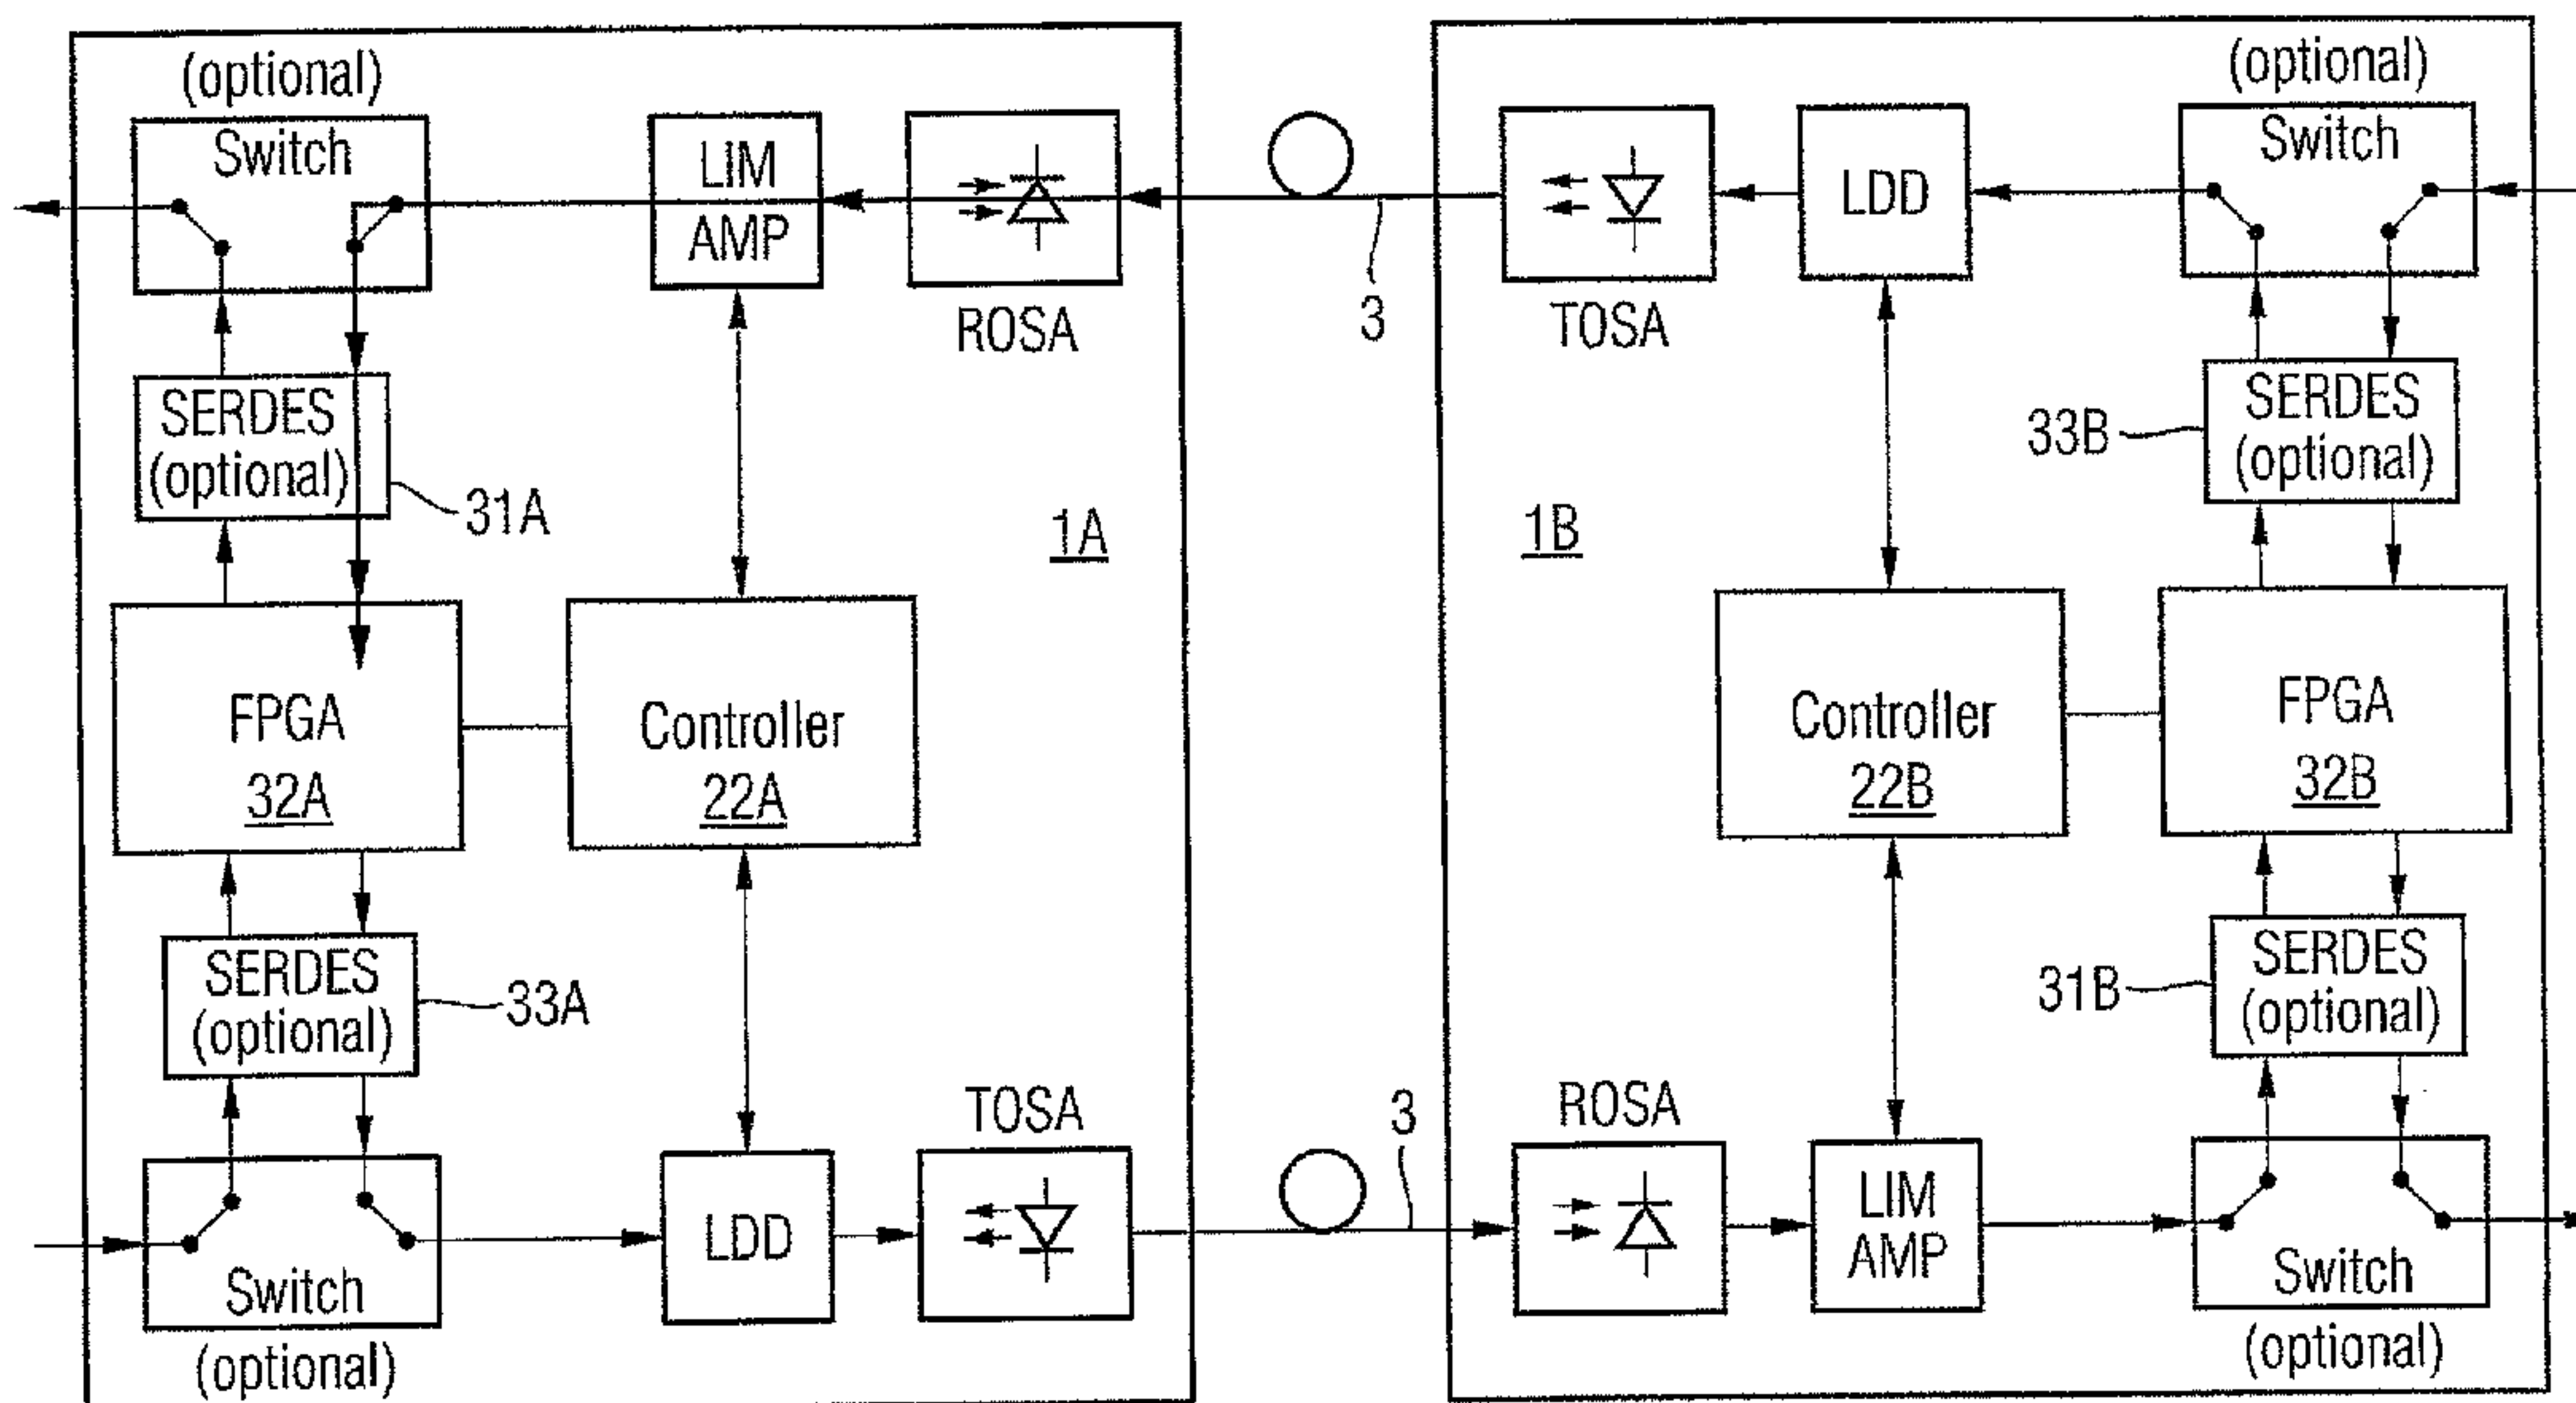 (optional)
Switch
LIM
AMP
ROSA
SERDES
(optional)
31A
1A
FPGA
32A
Controller
22A
SERDES
(optional)
33A
Switch
(optional)
LDD
TOSA
3
3
(optional)
Switch
LDD
TOSA
SERDES
(optional)
33B
1B
Controller
22B
FPGA
32B
SERDES
(optional)
31B
ROSA
LIM
AMP
Switch
(optional)